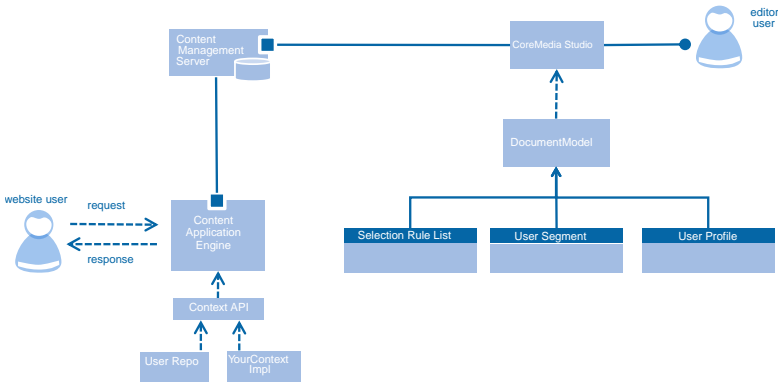 Content
Management
Server
CoreMedia Studio
editor
user
DocumentModel
website user
request
response
Content
Application
Engine
Selection Rule List
User Segment
User Profile
Context API
User Repo
YourContext
Impl